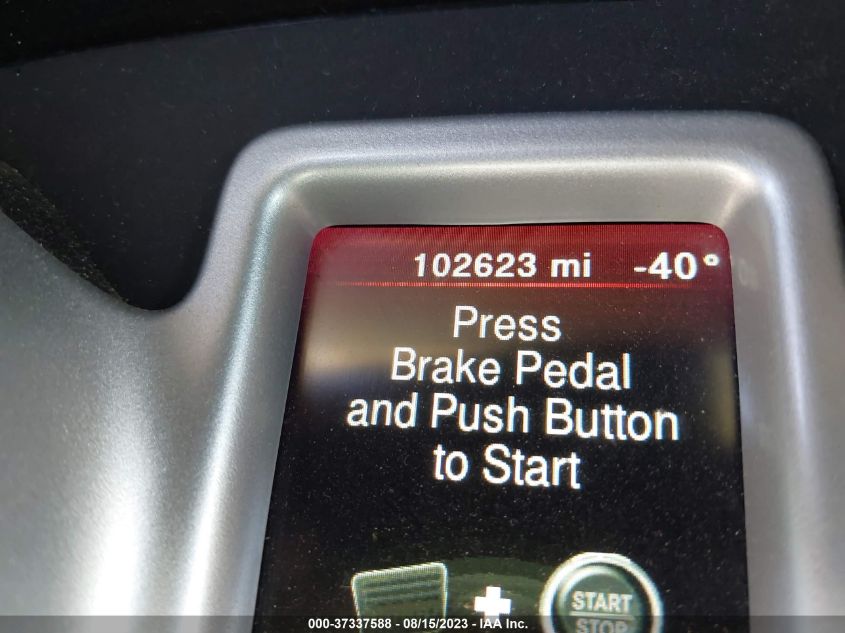 102623 mi -40°
Press
Brake Pedal
and Push Button
to Start
START
STOP
000-37337588 - 08/15/2023 - IAA Inc.